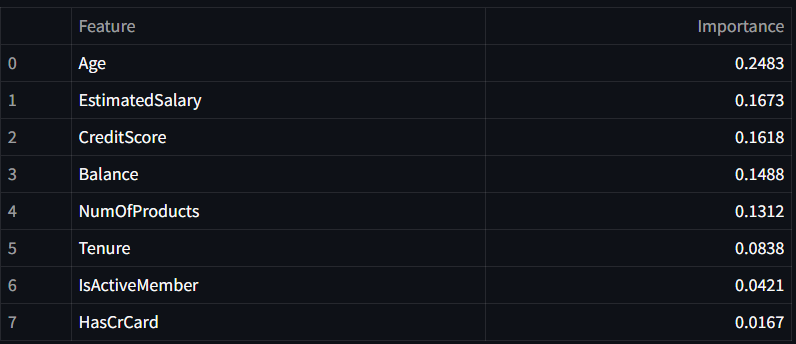 Feature Importance
0 Age 0.2483
1 EstimatedSalary 0.1673
2 CreditScore 0.1618
3 Balance 0.1488
4 NumOfProducts 0.1312
5 Tenure 0.0838
6 IsActiveMember 0.0421
7 HasCrCard 0.0167